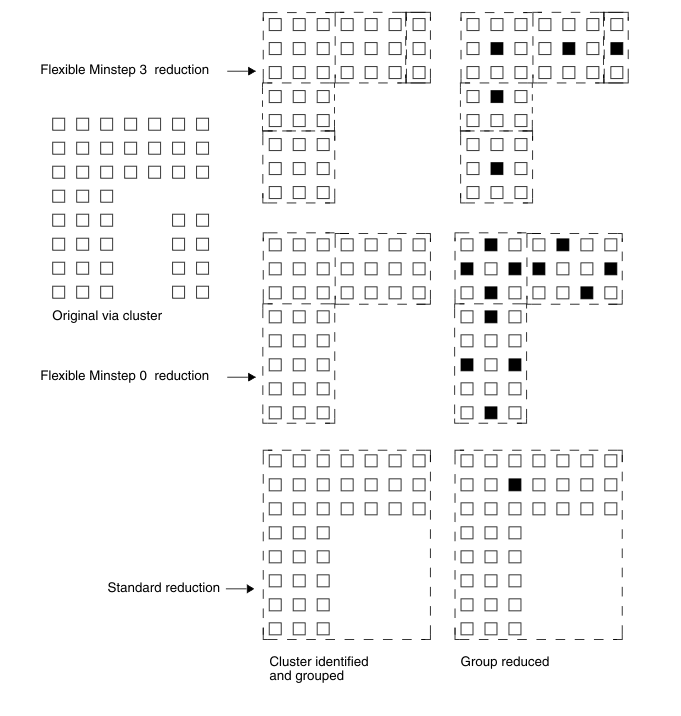 Flexible Minstep 3 reduction
Original via cluster
Flexible Minstep 0 reduction
Standard reduction
Cluster identified
and grouped
Group reduced